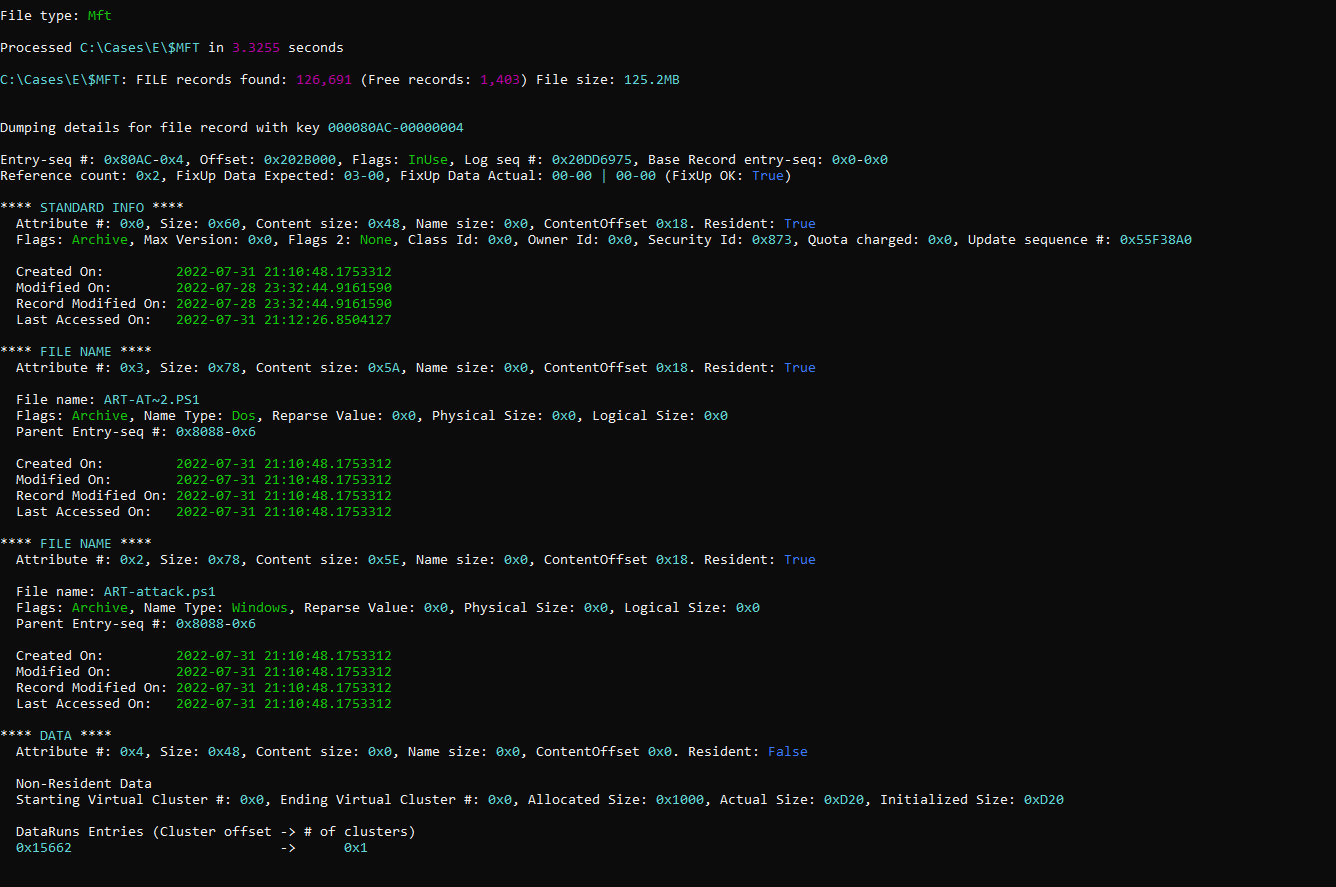 File type: Mft
Processed C:\Cases\E\$MFT in 3.3255 seconds
C:\Cases\E\$MFT: FILE records found: 126,691 (Free records: 1,403) File size: 125.2MB
Dumping details for file record with key 000080AC-00000004
Entry-seq #: 0x80AC-0x4, Offset: 0x202B000, Flags: InUse, Log seq #: 0x20DD6975, Base Record entry-seq: 0x0-0x0
Reference count: 0x2, FixUp Data Expected: 03-00, FixUp Data Actual: 00-00 | 00-00 (FixUp OK: True)
**** STANDARD INFO ****
Attribute #: 0x0, Size: 0x60, Content size: 0x48, Name size: 0x0, ContentOffset 0x18. Resident: True
Flags: Archive, Max Version: 0x0, Flags 2: None, Class Id: 0x0, Owner Id: 0x0, Security Id: 0x873, Quota charged: 0x0, Update sequence #: 0x55F38A0
Created On: 2022-07-31 21:10:48.1753312
Modified On: 2022-07-28 23:32:44.9161590
Record Modified On: 2022-07-28 23:32:44.9161590
Last Accessed On: 2022-07-31 21:12:26.8504127
**** FILE NAME ****
Attribute #: 0x3, Size: 0x78, Content size: 0x5A, Name size: 0x0, ContentOffset 0x18. Resident: True
File name: ART-AT~2.PS1
Flags: Archive, Name Type: Dos, Reparse Value: 0x0, Physical Size: 0x0, Logical Size: 0x0
Parent Entry-seq #: 0x8088-0x6
Created On: 2022-07-31 21:10:48.1753312
Modified On: 2022-07-31 21:10:48.1753312
Record Modified On: 2022-07-31 21:10:48.1753312
Last Accessed On: 2022-07-31 21:10:48.1753312
**** FILE NAME ****
Attribute #: 0x2, Size: 0x78, Content size: 0x5E, Name size: 0x0, ContentOffset 0x18. Resident: True
File name: ART-attack.ps1
Flags: Archive, Name Type: Windows, Reparse Value: 0x0, Physical Size: 0x0, Logical Size: 0x0
Parent Entry-seq #: 0x8088-0x6
Created On: 2022-07-31 21:10:48.1753312
Modified On: 2022-07-31 21:10:48.1753312
Record Modified On: 2022-07-31 21:10:48.1753312
Last Accessed On: 2022-07-31 21:10:48.1753312
**** DATA ****
Attribute #: 0x4, Size: 0x48, Content size: 0x0, Name size: 0x0, ContentOffset 0x0. Resident: False
Non-Resident Data
Starting Virtual Cluster #: 0x0, Ending Virtual Cluster #: 0x0, Allocated Size: 0x1000, Actual Size: 0xD20, Initialized Size: 0xD20
DataRuns Entries (Cluster offset -> # of clusters)
0x15662 -> 0x1